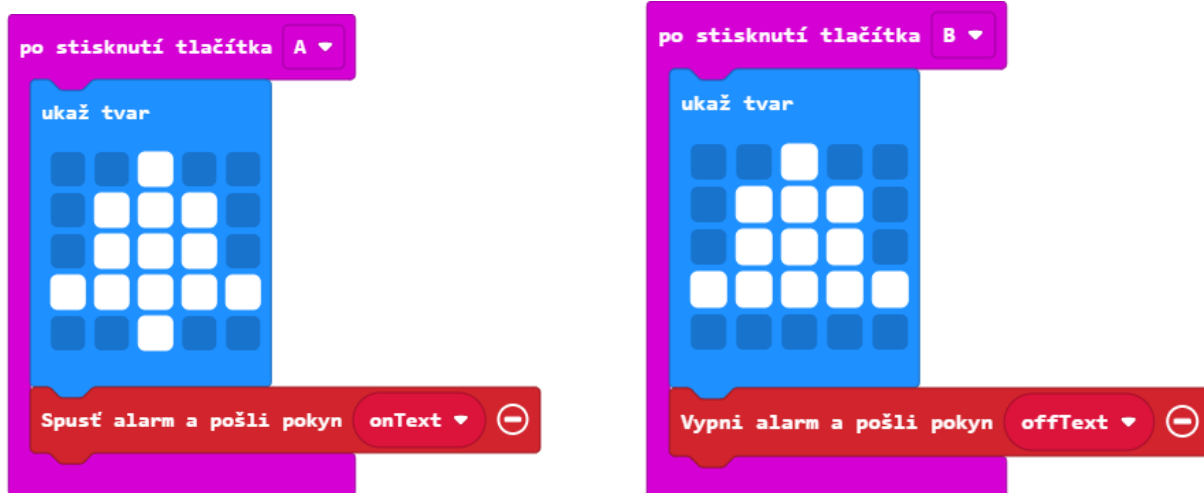 po stisknutí tlačítka A
ukaž tvar
Spusť alarm a pošli pokyn onText
po stisknutí tlačítka B
ukaž tvar
Vypni alarm a pošli pokyn offText